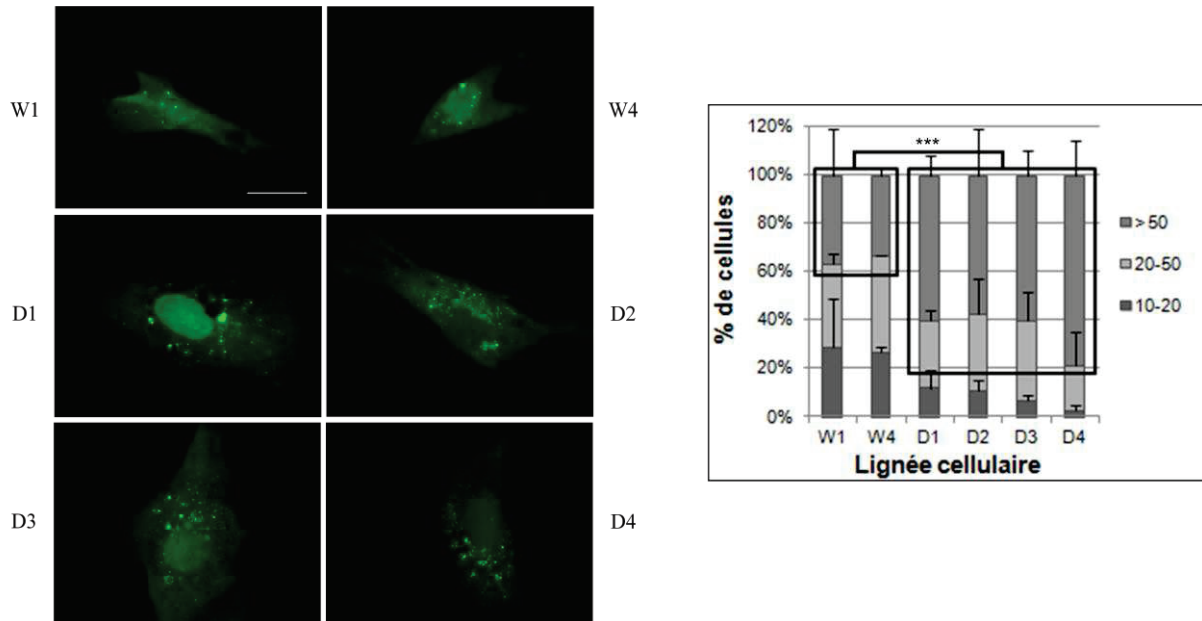 W1
W4
D1
D2
D3
D4
120%
100%
80%
60%
40%
20%
0%
% de cellules
***
W1 W4 D1 D2 D3 D4
Lignée cellulaire
> 50
20-50
10-20